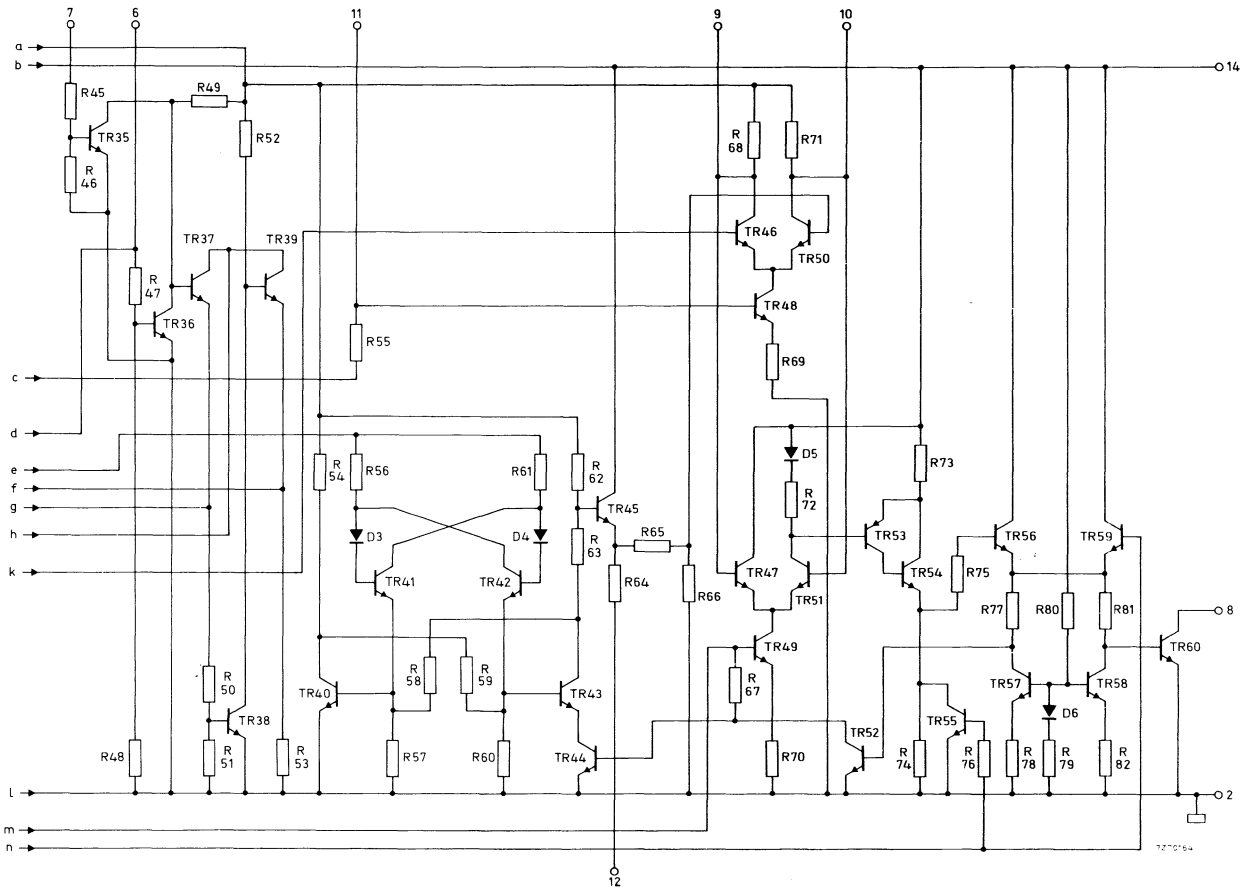 7
6
11
9
10
a
b
14
R45
R49
TR35
R52
R
46
R
68
R71
TR37
TR39
TR46
TR50
R
47
TR36
TR48
R55
R69
c
d
e
f
g
h
k
R
54
R56
R61
R
62
D5
R73
R
72
TR45
D3
D4
R65
R
63
TR53
TR56
TR59
TR41
TR42
R64
R66
TR47
TR51
TR54
R75
R77
R80
R81
8
R
58
R
59
TR49
TR60
R
50
TR40
TR43
R
67
TR57
TR58
TR38
TR52
TR55
D6
R48
R
51
R
53
R57
R60
TR44
R70
R
74
R
76
R
78
R
79
R
82
l
2
m
n
12